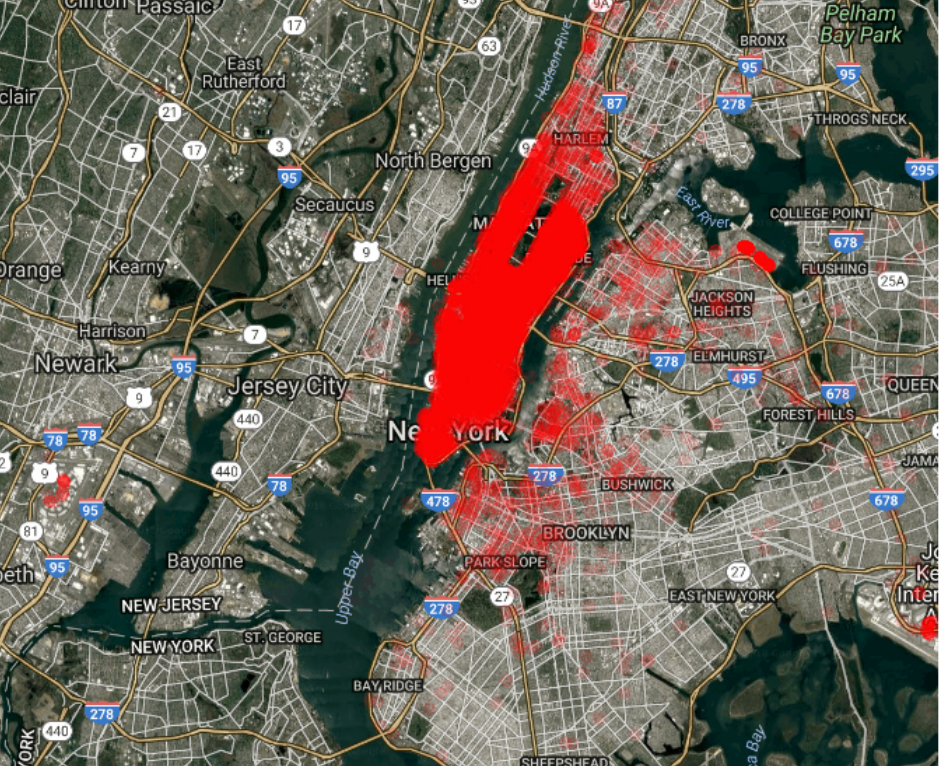 Clifton
Passaic
17
63
9A
Pelham
Bay Park
BRONX
95
95
East
Rutherford
Hudson River
87
278
21
THROGS NECK
clair
7
17
3
HARLEM
North Bergen
95
295
Secaucus
East River
COLLEGE POINT
678
9
Orange
Kearny
FLUSHING
25A
JACKSON
HEIGHTS
Harrison
7
Newark
95
278
ELMHURST
495
Jersey City
9
678
QUEEN
440
FOREST HILLS
New York
78
78
JAMA
9
440
78
278
BUSHWICK
478
678
95
81
BROOKLYN
Bayonne
PARK SLOPE
beth
95
27
27
EAST NEW YORK
Upper Bay
NEW JERSEY
278
NEW YORK
ST. GEORGE
BAY RIDGE
278
440
YORK
SHEEPSHEAD